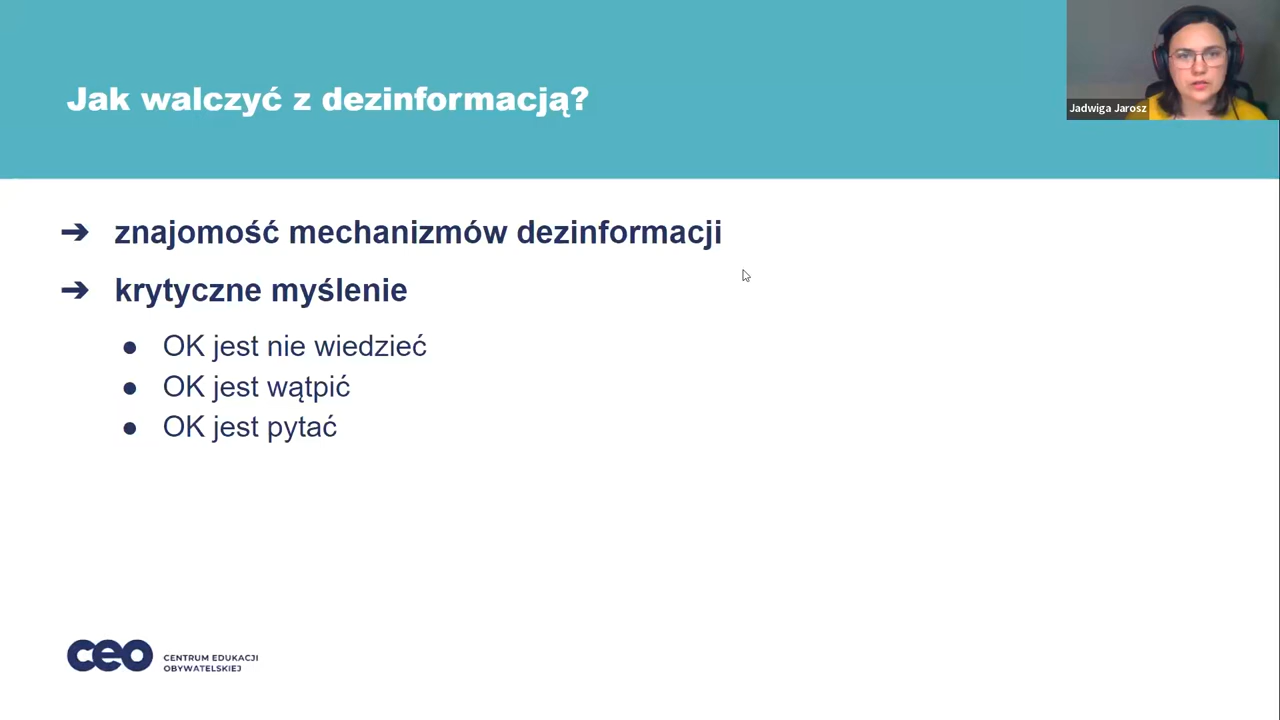 Jak walczyć z dezinformacją?
Jadwiga Jarosz
➔ znajomość mechanizmów dezinformacji
➔ krytyczne myślenie
● OK jest nie wiedzieć
● OK jest wątpić
● OK jest pytać
ceo CENTRUM EDUKACJI
OBYWATELSKIEJ